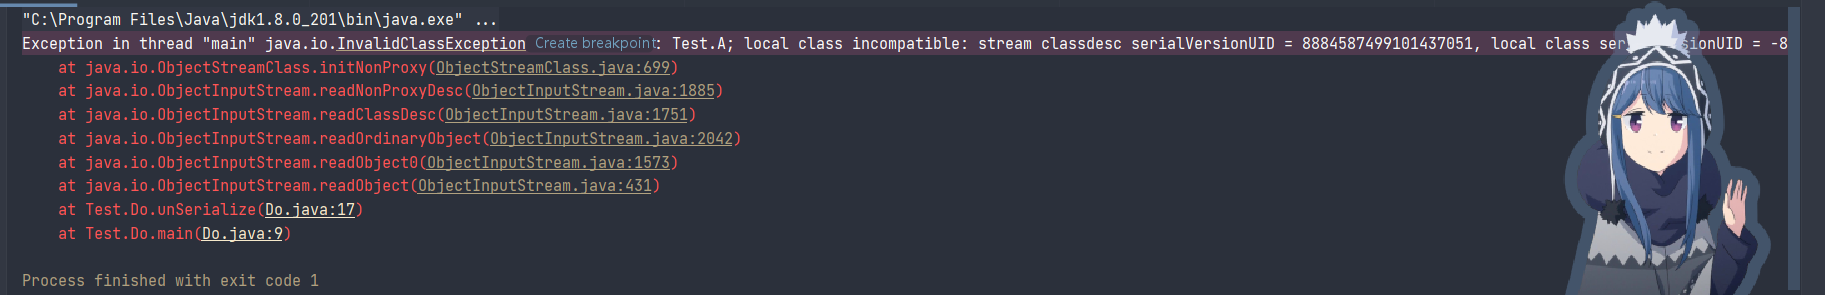 "C:\Program Files\Java\jdk1.8.0_201\bin\java.exe" ...
Exception in thread "main" java.io.InvalidClassException Create breakpoint : Test.A; local class incompatible: stream classdesc serialVersionUID = 8884587499101437051, local class serialVersionUID = -8
at java.io.ObjectStreamClass.initNonProxy(ObjectStreamClass.java:699)
at java.io.ObjectInputStream.readNonProxyDesc(ObjectInputStream.java:1885)
at java.io.ObjectInputStream.readClassDesc(ObjectInputStream.java:1751)
at java.io.ObjectInputStream.readOrdinaryObject(ObjectInputStream.java:2042)
at java.io.ObjectInputStream.readObject0(ObjectInputStream.java:1573)
at java.io.ObjectInputStream.readObject(ObjectInputStream.java:431)
at Test.Do.unSerialize(Do.java:17)
at Test.Do.main(Do.java:9)
Process finished with exit code 1